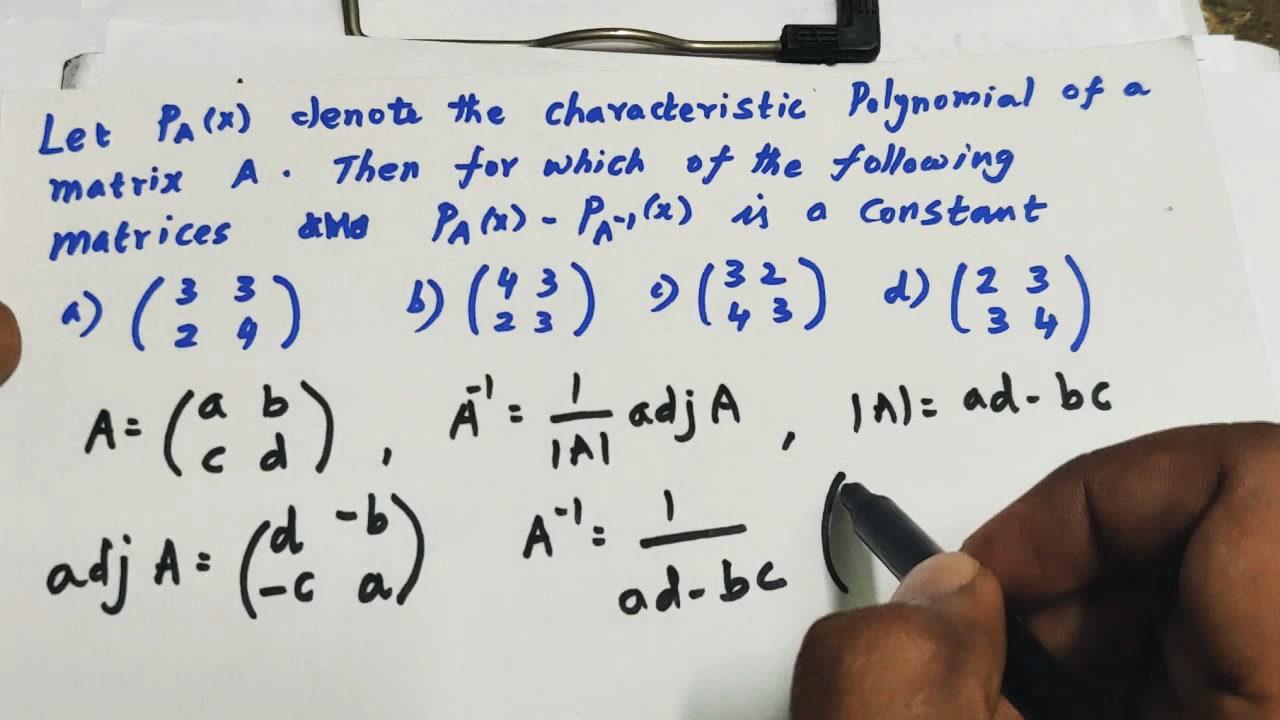 Let P_A(x) denote the characteristic Polynomial of a
matrix A. Then for which of the following
matrices P_A(x) - P_{A^{-1}}(x) is a constant
a) (3 3 b) (4 3 c) (3 2 d) (2 3
2 4) 2 3) 4 3) 3 4)
A = (a b , A^{-1} = 1/|A| adj A , |A| = ad - bc
c d)
adj A = (d -b A^{-1} = 1/(ad - bc) (
-c a)